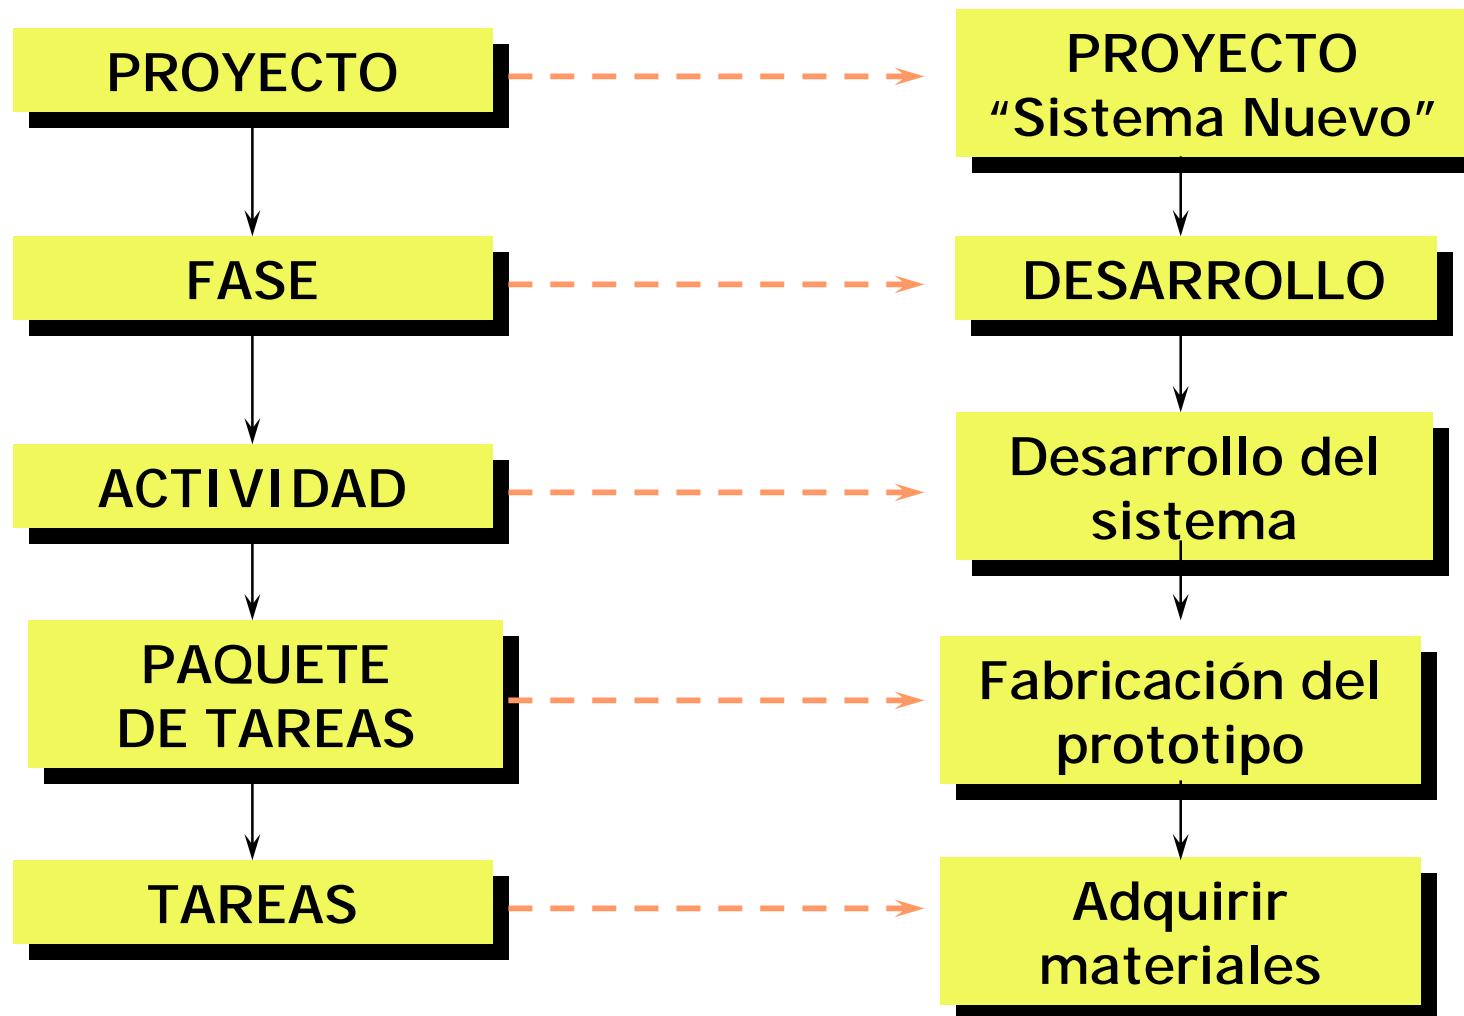 PROYECTO
PROYECTO
“Sistema Nuevo”
FASE
DESARROLLO
ACTIVIDAD
Desarrollo del
sistema
PAQUETE
DE TAREAS
Fabricación del
prototipo
TAREAS
Adquirir
materiales